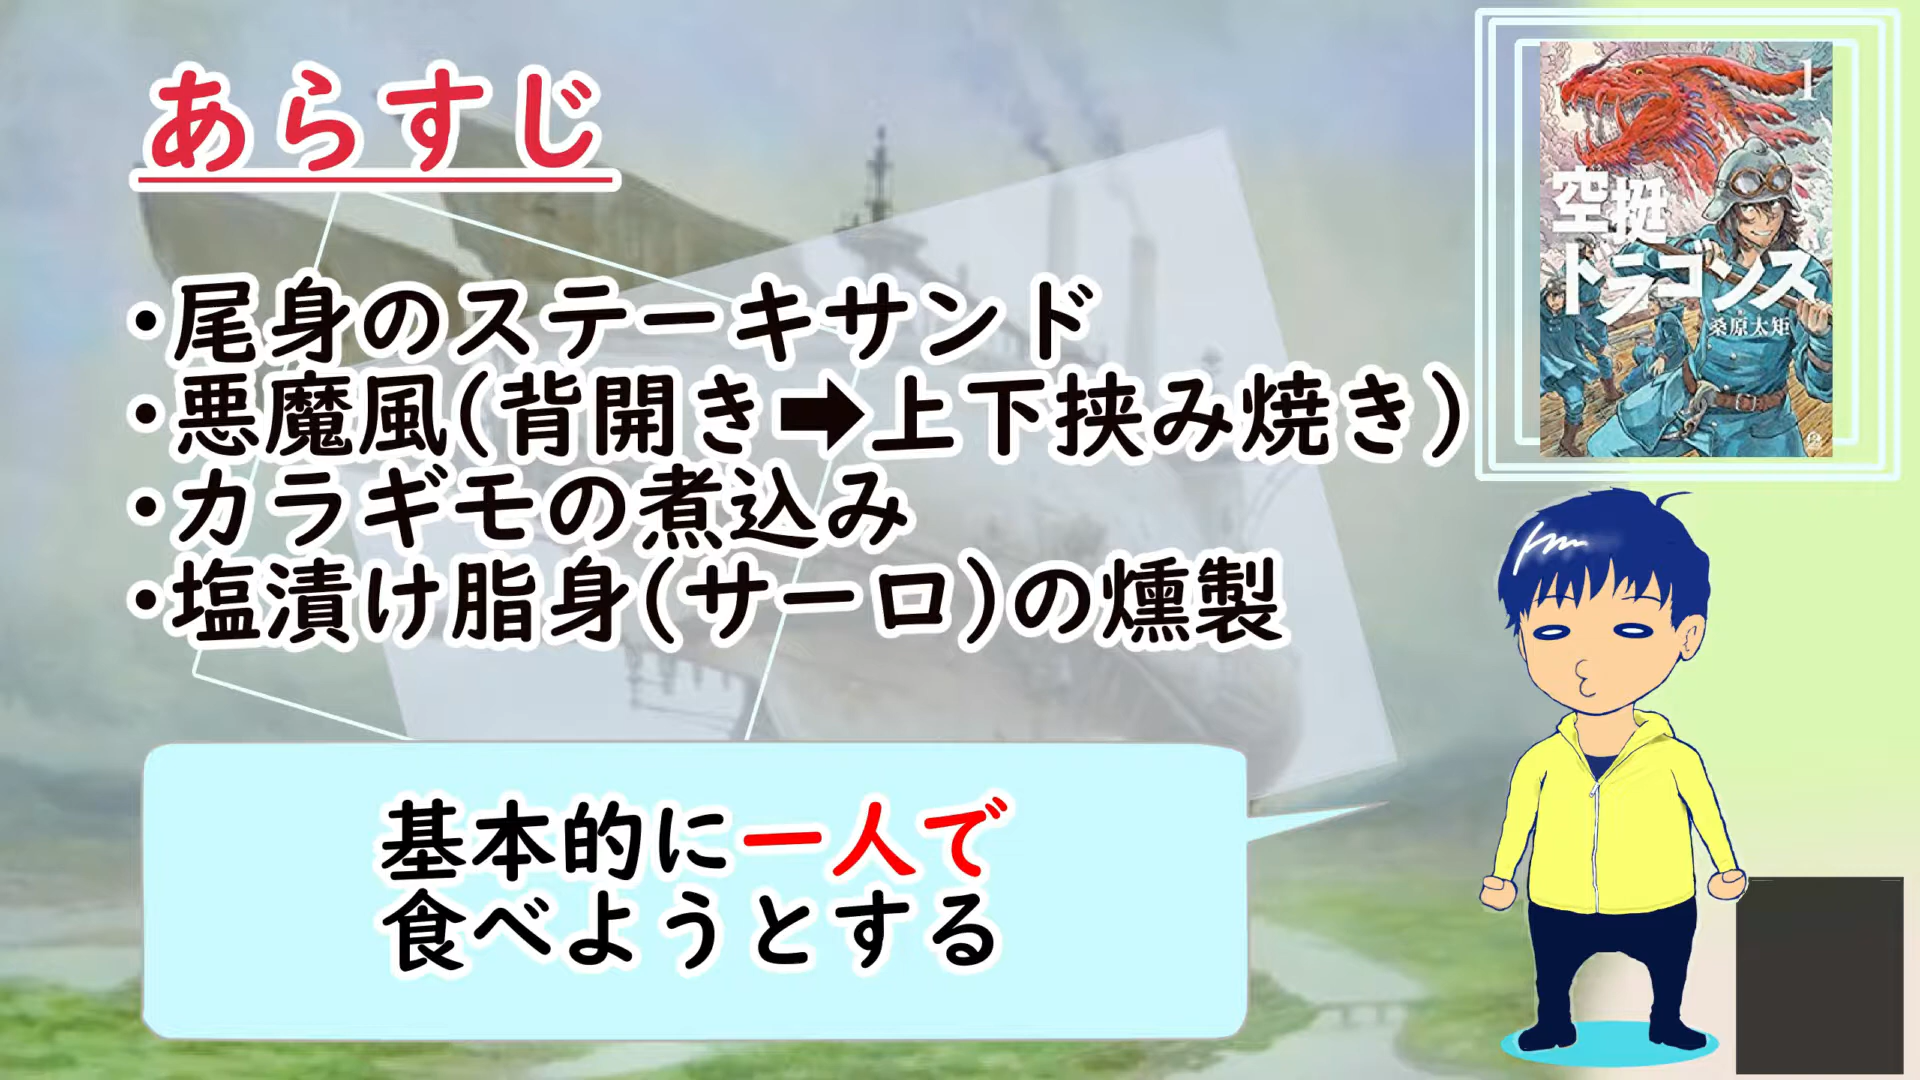 あらすじ
・尾身のステーキサンド
・悪魔風(背開き➡上下挟み焼き)
・カラギモの煮込み
・塩漬け脂身(サーロ)の燻製
基本的に一人で
食べようとする
1
空挺
ドラゴンズ
桑原太矩